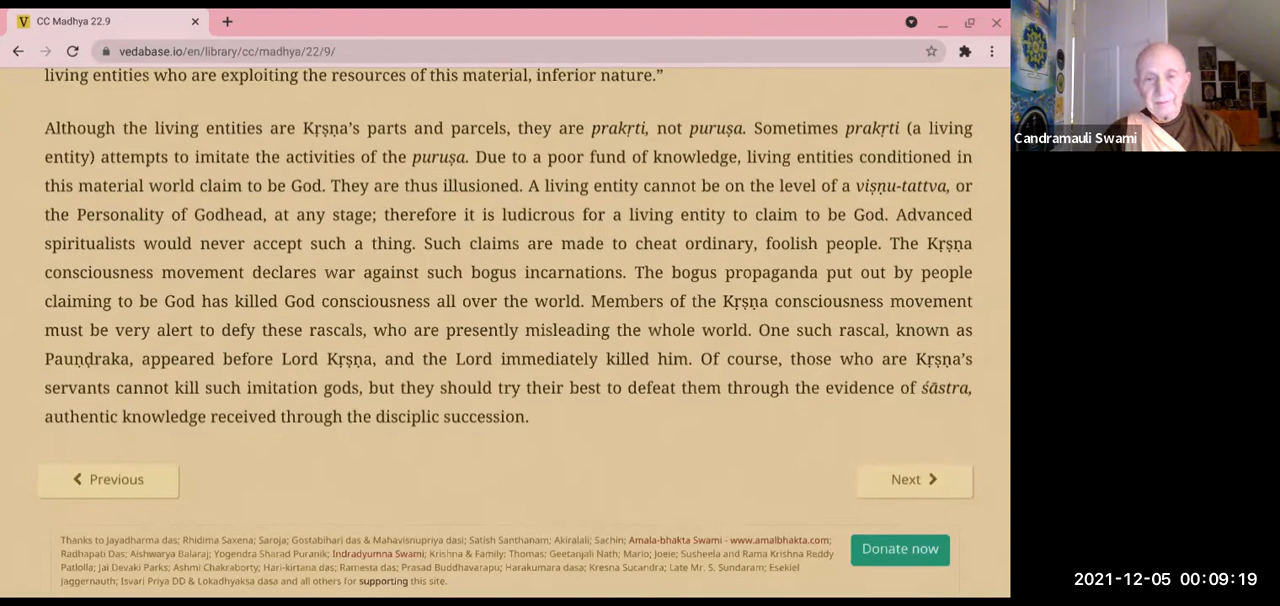 CC Madhya 22.9
vedabase.io/en/library/cc/madhya/22/9/
living entities who are exploiting the resources of this material, inferior nature.”
Although the living entities are Kṛṣṇa’s parts and parcels, they are prakṛti, not puruṣa. Sometimes prakṛti (a living
entity) attempts to imitate the activities of the puruṣa. Due to a poor fund of knowledge, living entities conditioned in
this material world claim to be God. They are thus illusioned. A living entity cannot be on the level of a viṣṇu-tattva, or
the Personality of Godhead, at any stage; therefore it is ludicrous for a living entity to claim to be God. Advanced
spiritualists would never accept such a thing. Such claims are made to cheat ordinary, foolish people. The Kṛṣṇa
consciousness movement declares war against such bogus incarnations. The bogus propaganda put out by people
claiming to be God has killed God consciousness all over the world. Members of the Kṛṣṇa consciousness movement
must be very alert to defy these rascals, who are presently misleading the whole world. One such rascal, known as
Pauṇḍraka, appeared before Lord Kṛṣṇa, and the Lord immediately killed him. Of course, those who are Kṛṣṇa’s
servants cannot kill such imitation gods, but they should try their best to defeat them through the evidence of śāstra,
authentic knowledge received through the disciplic succession.
Previous
Next
Thanks to Jayadharma das; Rhidima Saxena; Saroja; Gostabihari das & Mahavisnupriya dasi; Satish Santhanam; Akiralali; Sachin; Amala-bhakta Swami - www.amalbhakta.com;
Radhapati Das; Aishwarya Balaraj; Yogendra Sharad Puranik; Indradyumna Swami; Krishna & Family; Thomas; Geetanjali Nath; Mario; Joeie; Susheela and Rama Krishna Reddy
Patlolla; Jai Devaki Parks; Ashmi Chakraborty; Hari-kirtana das; Ramesta das; Prasad Buddhavarapu; Harakumara dasa; Kresna Sucandra; Late Mr. S. Sundaram; Esekiel
Jaggernauth; Isvari Priya DD & Lokadhyaksa dasa and all others for supporting this site.
Donate now
Candramauli Swami
2021-12-05 00:09:19